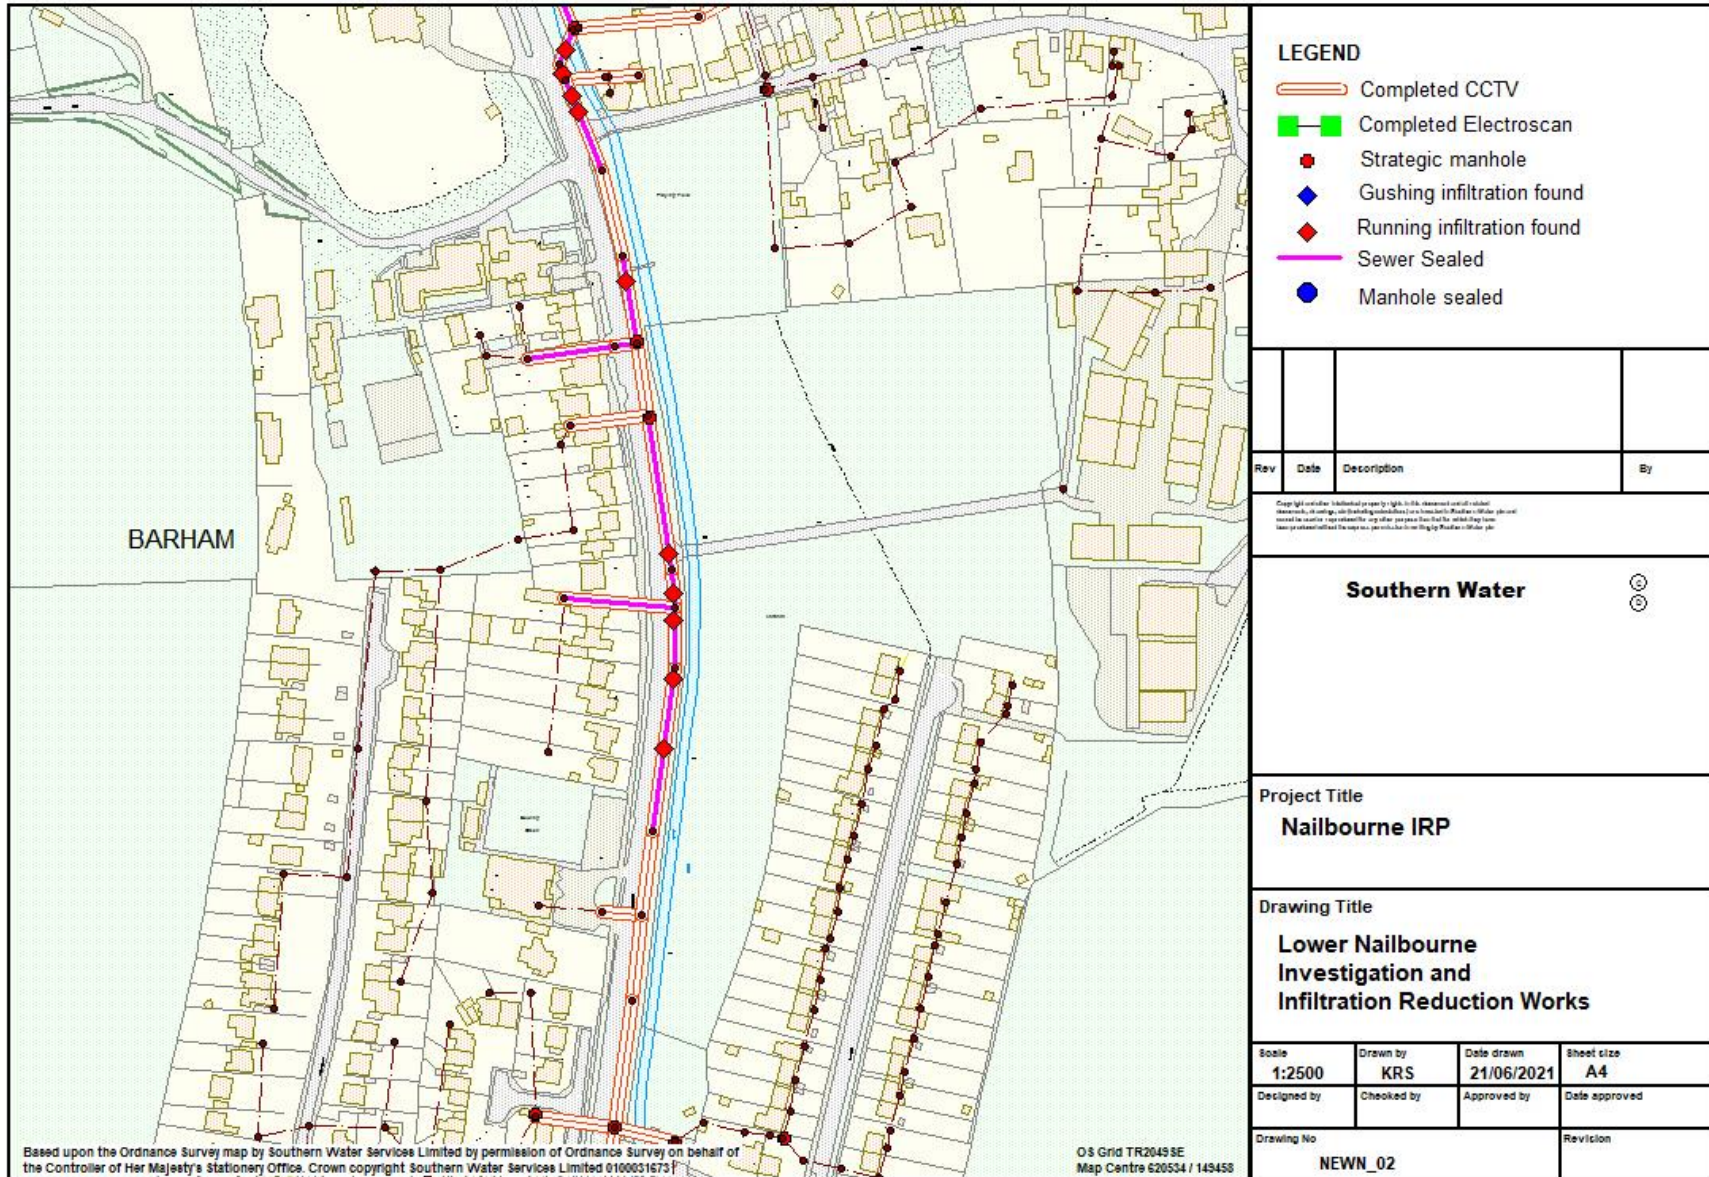 BARHAM
Playing Field
Based upon the Ordnance Survey map by Southern Water Services Limited by permission of Ordnance Survey on behalf of
the Controller of Her Majesty's Stationery Office. Crown copyright Southern Water Services Limited 0100031673
OS Grid TR2049SE
Map Centre 620534 / 149458
LEGEND
Completed CCTV
Completed Electroscan
Strategic manhole
Gushing infiltration found
Running infiltration found
Sewer Sealed
Manhole sealed
Rev Date Description By
Southern Water
Project Title
Nailbourne IRP
Drawing Title
Lower Nailbourne
Investigation and
Infiltration Reduction Works
Scale Drawn by Date drawn Sheet size
1:2500 KRS 21/06/2021 A4
Designed by Checked by Approved by Date approved
Drawing No Revision
NEWN_02